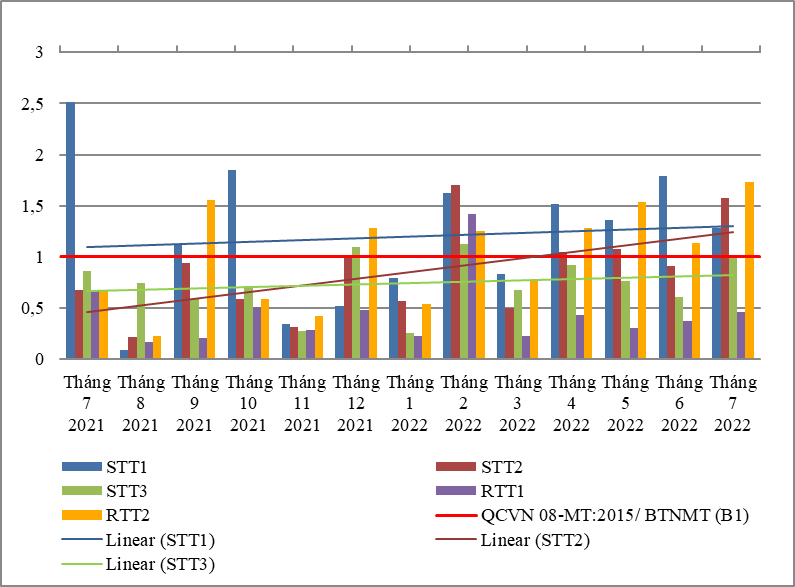 3
2,5
2
1,5
1
0,5
0
Tháng Tháng Tháng Tháng Tháng Tháng Tháng Tháng Tháng Tháng Tháng Tháng Tháng
7 8 9 10 11 12 1 2 3 4 5 6 7
2021 2021 2021 2021 2021 2021 2022 2022 2022 2022 2022 2022 2022
STT1 STT2
STT3 RTT1
RTT2 QCVN 08-MT:2015/ BTNMT (B1)
Linear (STT1) Linear (STT2)
Linear (STT3)